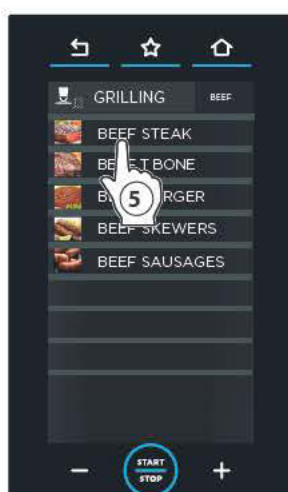 GRILLING BEEF
BEEF STEAK
BONE
5
BEEF SKEWERS
BEEF SAUSAGES
START
STOP